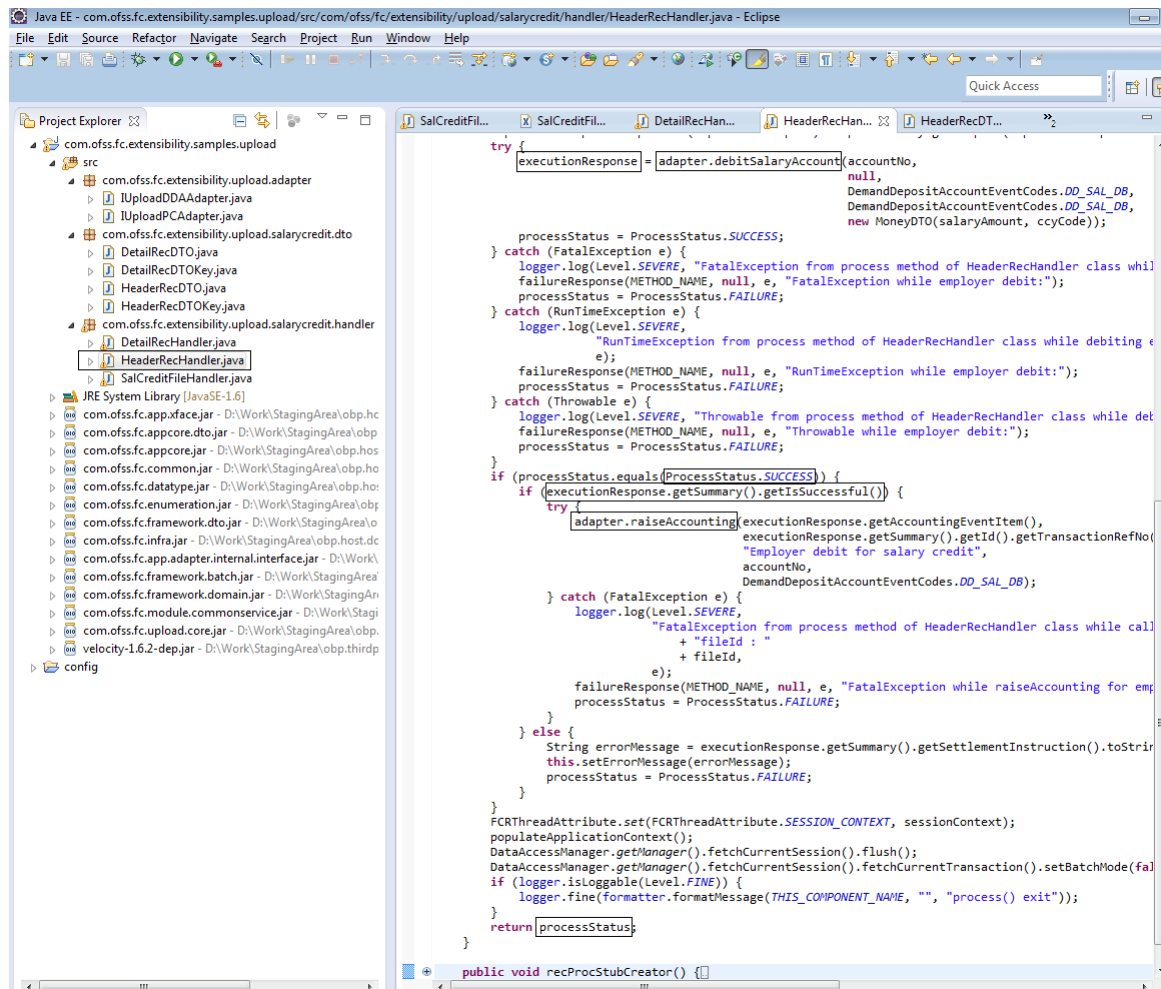 Java EE - com.ofss.fc.extensibility.samples.upload/src/com/ofss/fc/extensibility/upload/salarycredit/handler/HeaderRecHandler.java - Eclipse
File Edit Source Refactor Navigate Search Project Run Window Help
Quick Access
Project Explorer
SalCreditFil... SalCreditFil... DetailRecHan... HeaderRecHan... HeaderRecDT... »2
com.ofss.fc.extensibility.samples.upload
src
com.ofss.fc.extensibility.upload.adapter
IUploadDDAAdapter.java
IUploadPCAdapter.java
com.ofss.fc.extensibility.upload.salarycredit.dto
DetailRecDTO.java
DetailRecDTOKey.java
HeaderRecDTO.java
HeaderRecDTOKey.java
com.ofss.fc.extensibility.upload.salarycredit.handler
DetailRecHandler.java
HeaderRecHandler.java
SalCreditFileHandler.java
JRE System Library [JavaSE-1.6]
com.ofss.fc.app.xface.jar - D:\Work\StagingArea\obp.hc
com.ofss.fc.appcore.dto.jar - D:\Work\StagingArea\obp
com.ofss.fc.appcore.jar - D:\Work\StagingArea\obp.hos
com.ofss.fc.common.jar - D:\Work\StagingArea\obp.ho
com.ofss.fc.datatype.jar - D:\Work\StagingArea\obp.hos
com.ofss.fc.enumeration.jar - D:\Work\StagingArea\obp
com.ofss.fc.framework.dto.jar - D:\Work\StagingArea\o
com.ofss.fc.infra.jar - D:\Work\StagingArea\obp.host.dc
com.ofss.fc.app.adapter.internal.interface.jar - D:\Work\
com.ofss.fc.framework.batch.jar - D:\Work\StagingArea\
com.ofss.fc.framework.domain.jar - D:\Work\StagingAre
com.ofss.fc.module.commonservice.jar - D:\Work\Stagi
com.ofss.fc.upload.core.jar - D:\Work\StagingArea\obp.
velocity-1.6.2-dep.jar - D:\Work\StagingArea\obp.thirdp
config
try {
executionResponse = adapter.debitSalaryAccount(accountNo,
null,
DemandDepositAccountEventCodes.DD_SAL_DB,
DemandDepositAccountEventCodes.DD_SAL_DB,
new MoneyDTO(salaryAmount, ccyCode));
processStatus = ProcessStatus.SUCCESS;
} catch (FatalException e) {
logger.log(Level.SEVERE, "FatalException from process method of HeaderRecHandler class whil
failureResponse(METHOD_NAME, null, e, "FatalException while employer debit:");
processStatus = ProcessStatus.FAILURE;
} catch (RunTimeException e) {
logger.log(Level.SEVERE,
"RunTimeException from process method of HeaderRecHandler class while debiting e
e);
failureResponse(METHOD_NAME, null, e, "RunTimeException while employer debit:");
processStatus = ProcessStatus.FAILURE;
} catch (Throwable e) {
logger.log(Level.SEVERE, "Throwable from process method of HeaderRecHandler class while deb
failureResponse(METHOD_NAME, null, e, "Throwable while employer debit:");
processStatus = ProcessStatus.FAILURE;
}
if (processStatus.equals(ProcessStatus.SUCCESS)) {
if (executionResponse.getSummary().getIsSuccessful()) {
try {
adapter.raiseAccounting(executionResponse.getAccountingEventItem(),
executionResponse.getSummary().getId().getTransactionRefNo(
"Employer debit for salary credit",
accountNo,
DemandDepositAccountEventCodes.DD_SAL_DB);
} catch (FatalException e) {
logger.log(Level.SEVERE,
"FatalException from process method of HeaderRecHandler class while call
+ "fileId : "
+ fileId,
e);
failureResponse(METHOD_NAME, null, e, "FatalException while raiseAccounting for emp
processStatus = ProcessStatus.FAILURE;
}
} else {
String errorMessage = executionResponse.getSummary().getSettlementInstruction().toStrin
this.setErrorMessage(errorMessage);
processStatus = ProcessStatus.FAILURE;
}
}
FCRThreadAttribute.set(FCRThreadAttribute.SESSION_CONTEXT, sessionContext);
populateApplicationContext();
DataAccessManager.getManager().fetchCurrentSession().flush();
DataAccessManager.getManager().fetchCurrentSession().fetchCurrentTransaction().setBatchMode(fal
if (logger.isLoggable(Level.FINE)) {
logger.fine(formatter.formatMessage(THIS_COMPONENT_NAME, "", "process() exit"));
}
return processStatus;
}
public void recProcStubCreator() {